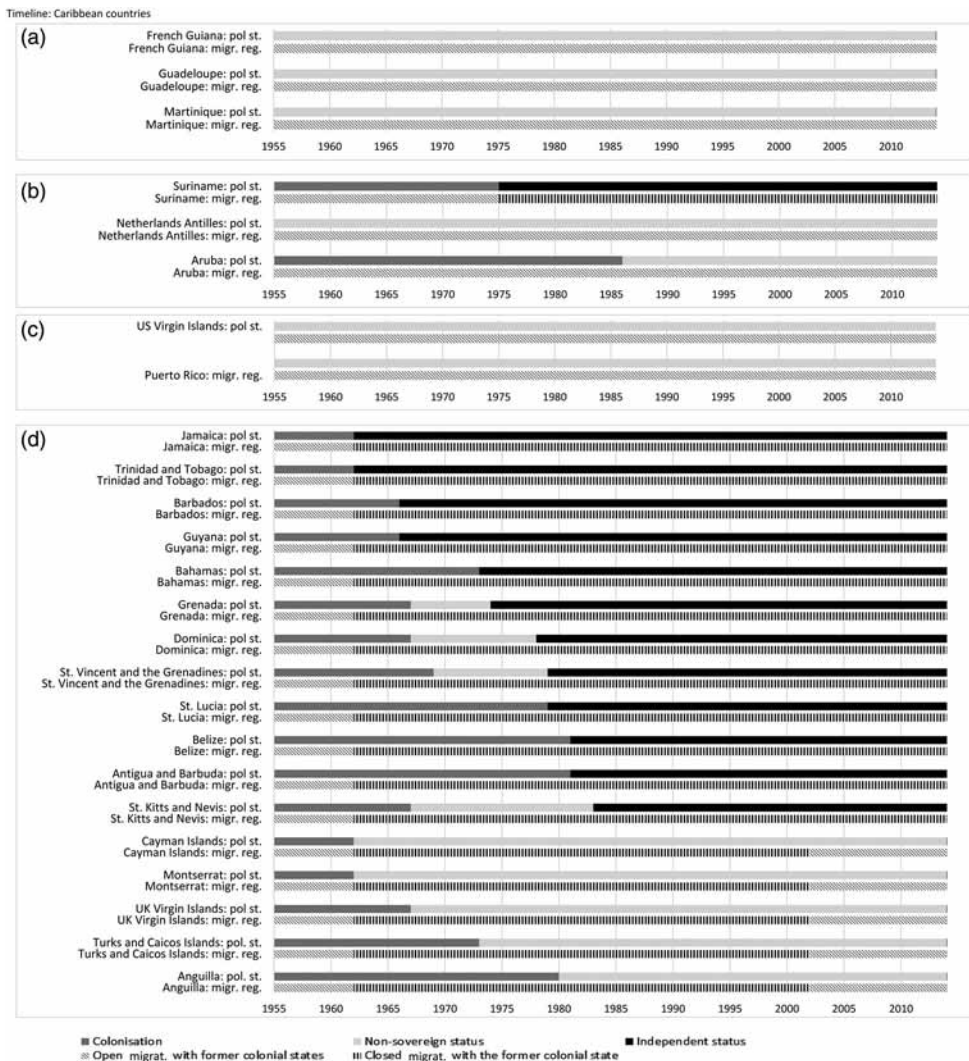 Timeline: Caribbean countries
(a)
French Guiana: pol st.
French Guiana: migr. reg.
Guadeloupe: pol st.
Guadeloupe: migr. reg.
Martinique: pol st.
Martinique: migr. reg.
1955 1960 1965 1970 1975 1980 1985 1990 1995 2000 2005 2010
(b)
Suriname: pol st.
Suriname: migr. reg.
Netherlands Antilles: pol st.
Netherlands Antilles: migr. reg.
Aruba: pol st.
Aruba: migr. reg.
1955 1960 1965 1970 1975 1980 1985 1990 1995 2000 2005 2010
(c)
US Virgin Islands: pol st.
Puerto Rico: migr. reg.
1955 1960 1965 1970 1975 1980 1985 1990 1995 2000 2005 2010
(d)
Jamaica: pol st.
Jamaica: migr. reg.
Trinidad and Tobago: pol st.
Trinidad and Tobago: migr. reg.
Barbados: pol st.
Barbados: migr. reg.
Guyana: pol st.
Guyana: migr. reg.
Bahamas: pol st.
Bahamas: migr. reg.
Grenada: pol st.
Grenada: migr. reg.
Dominica: pol st.
Dominica: migr. reg.
St. Vincent and the Grenadines: pol st.
St. Vincent and the Grenadines: migr. reg.
St. Lucia: pol st.
St. Lucia: migr. reg.
Belize: pol st.
Belize: migr. reg.
Antigua and Barbuda: pol st.
Antigua and Barbuda: migr. reg.
St. Kitts and Nevis: pol st.
St. Kitts and Nevis: migr. reg.
Cayman Islands: pol st.
Cayman Islands: migr. reg.
Montserrat: pol st.
Montserrat: migr. reg.
UK Virgin Islands: pol st.
UK Virgin Islands: migr. reg.
Turks and Caicos Islands: pol. st.
Turks and Caicos Islands: migr. reg.
Anguilla: pol. st.
Anguilla: migr. reg.
1955 1960 1965 1970 1975 1980 1985 1990 1995 2000 2005 2010
Colonisation Non-sovereign status Independent status
Open migrat. with former colonial states Closed migrat. with the former colonial state